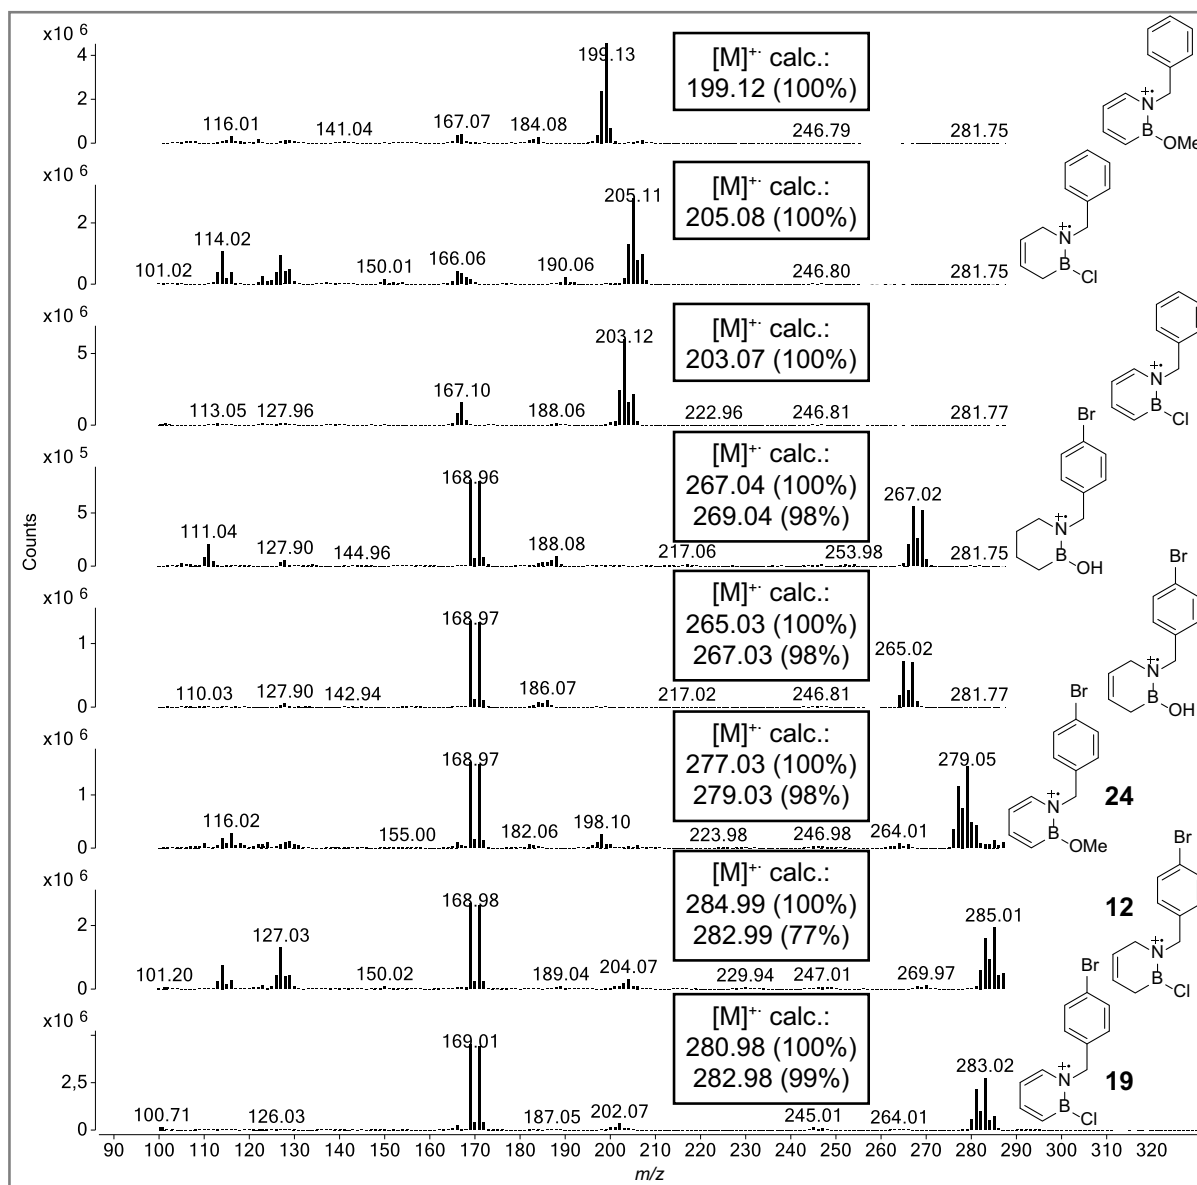 x10 6
4
2
0
116.01 141.04 167.07 184.08 199.13 246.79 281.75
[M]+· calc.:
199.12 (100%)
+·
N
B
OMe
x10 6
2
0
101.02 114.02 150.01 166.06 190.06 205.11 246.80 281.75
[M]+· calc.:
205.08 (100%)
+·
N
B
Cl
x10 6
5
0
113.05 127.96 167.10 188.06 203.12 222.96 246.81 281.77
[M]+· calc.:
203.07 (100%)
+·
N
B
Cl
x10 5
5
0
111.04 127.90 144.96 168.96 188.08 217.06 253.98 267.02 281.75
[M]+· calc.:
267.04 (100%)
269.04 (98%)
Br
+·
N
B
OH
Counts
x10 6
1
0
110.03 127.90 142.94 168.97 186.07 217.02 246.81 265.02 281.77
[M]+· calc.:
265.03 (100%)
267.03 (98%)
Br
+·
N
B
OH
x10 6
1
0
116.02 155.00 168.97 182.06 198.10 223.98 246.98 264.01 279.05
[M]+· calc.:
277.03 (100%)
279.03 (98%)
Br
+·
N
B
OMe
24
x10 6
2
0
101.20 127.03 150.02 168.98 189.04 204.07 229.94 247.01 269.97 285.01
[M]+· calc.:
284.99 (100%)
282.99 (77%)
12
Br
+·
N
B
Cl
x10 6
2,5
0
100.71 126.03 169.01 187.05 202.07 245.01 264.01 283.02
[M]+· calc.:
280.98 (100%)
282.98 (99%)
Br
+·
N
B
Cl
19
90 100 110 120 130 140 150 160 170 180 190 200 210 220 230 240 250 260 270 280 290 300 310 320
m/z